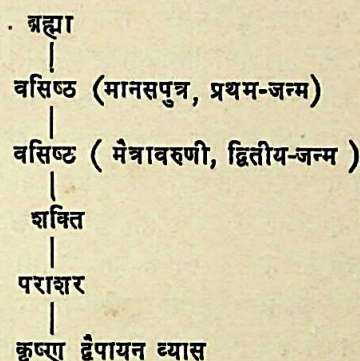 ब्रह्मा
वसिष्ठ (मानसपुत्र, प्रथम-जन्म)
वसिष्ठ ( मैत्रावरुणी, द्वितीय-जन्म )
शक्ति
पराशर
कृष्ण द्वैपायन व्यास